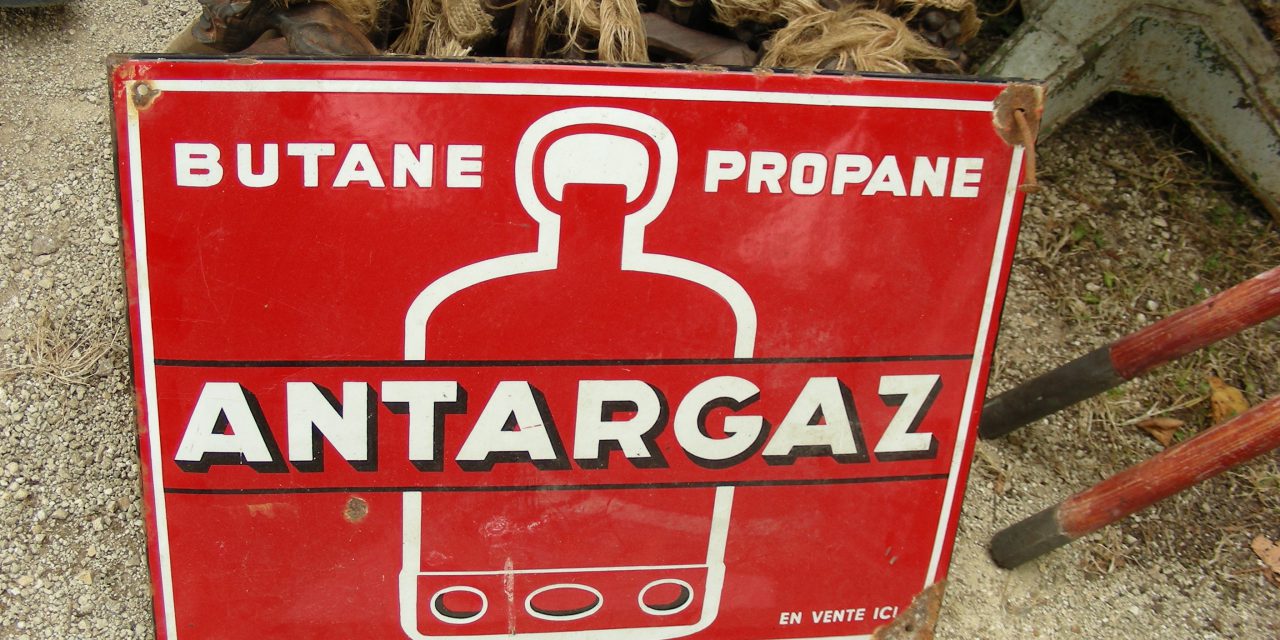 BUTANE PROPANE
ANTARGAZ
EN VENTE ICI